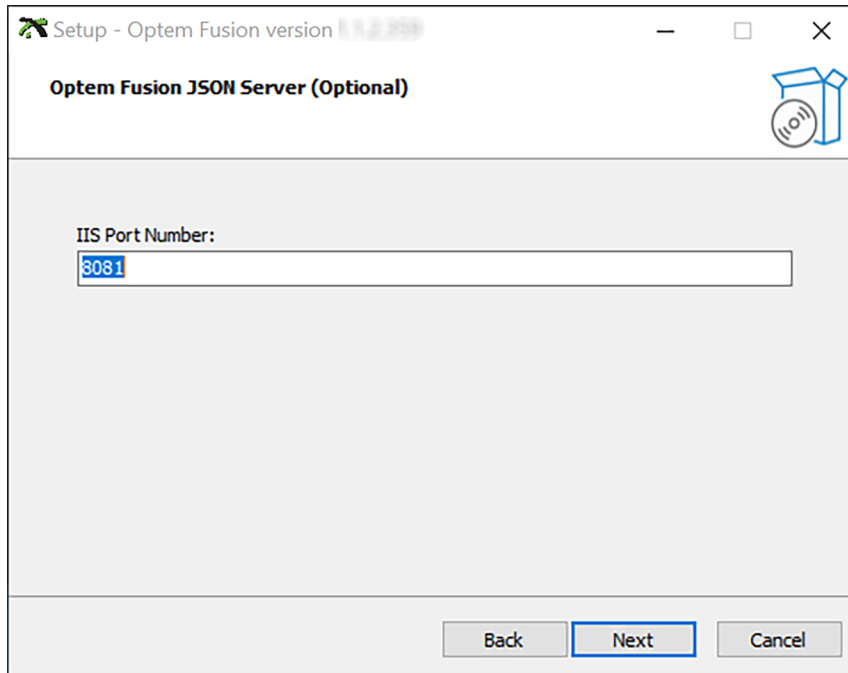 Setup - Optem Fusion version
Optem Fusion JSON Server (Optional)
IIS Port Number:
8081
Back
Next
Cancel